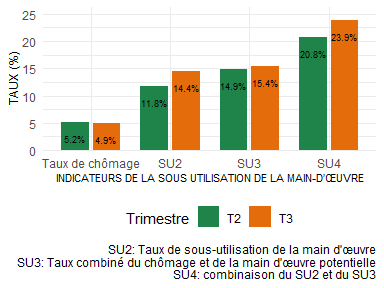 TAUX (%)
25
20
15
10
5
0
5.2%
4.9%
11.8%
14.4%
14.9%
15.4%
20.8%
23.9%
Taux de chômage
SU2
SU3
SU4
INDICATEURS DE LA SOUS UTILISATION DE LA MAIN-D'ŒUVRE
Trimestre T2 T3
SU2: Taux de sous-utilisation de la main d'œuvre
SU3: Taux combiné du chômage et de la main d'œuvre potentielle
SU4: combinaison du SU2 et du SU3